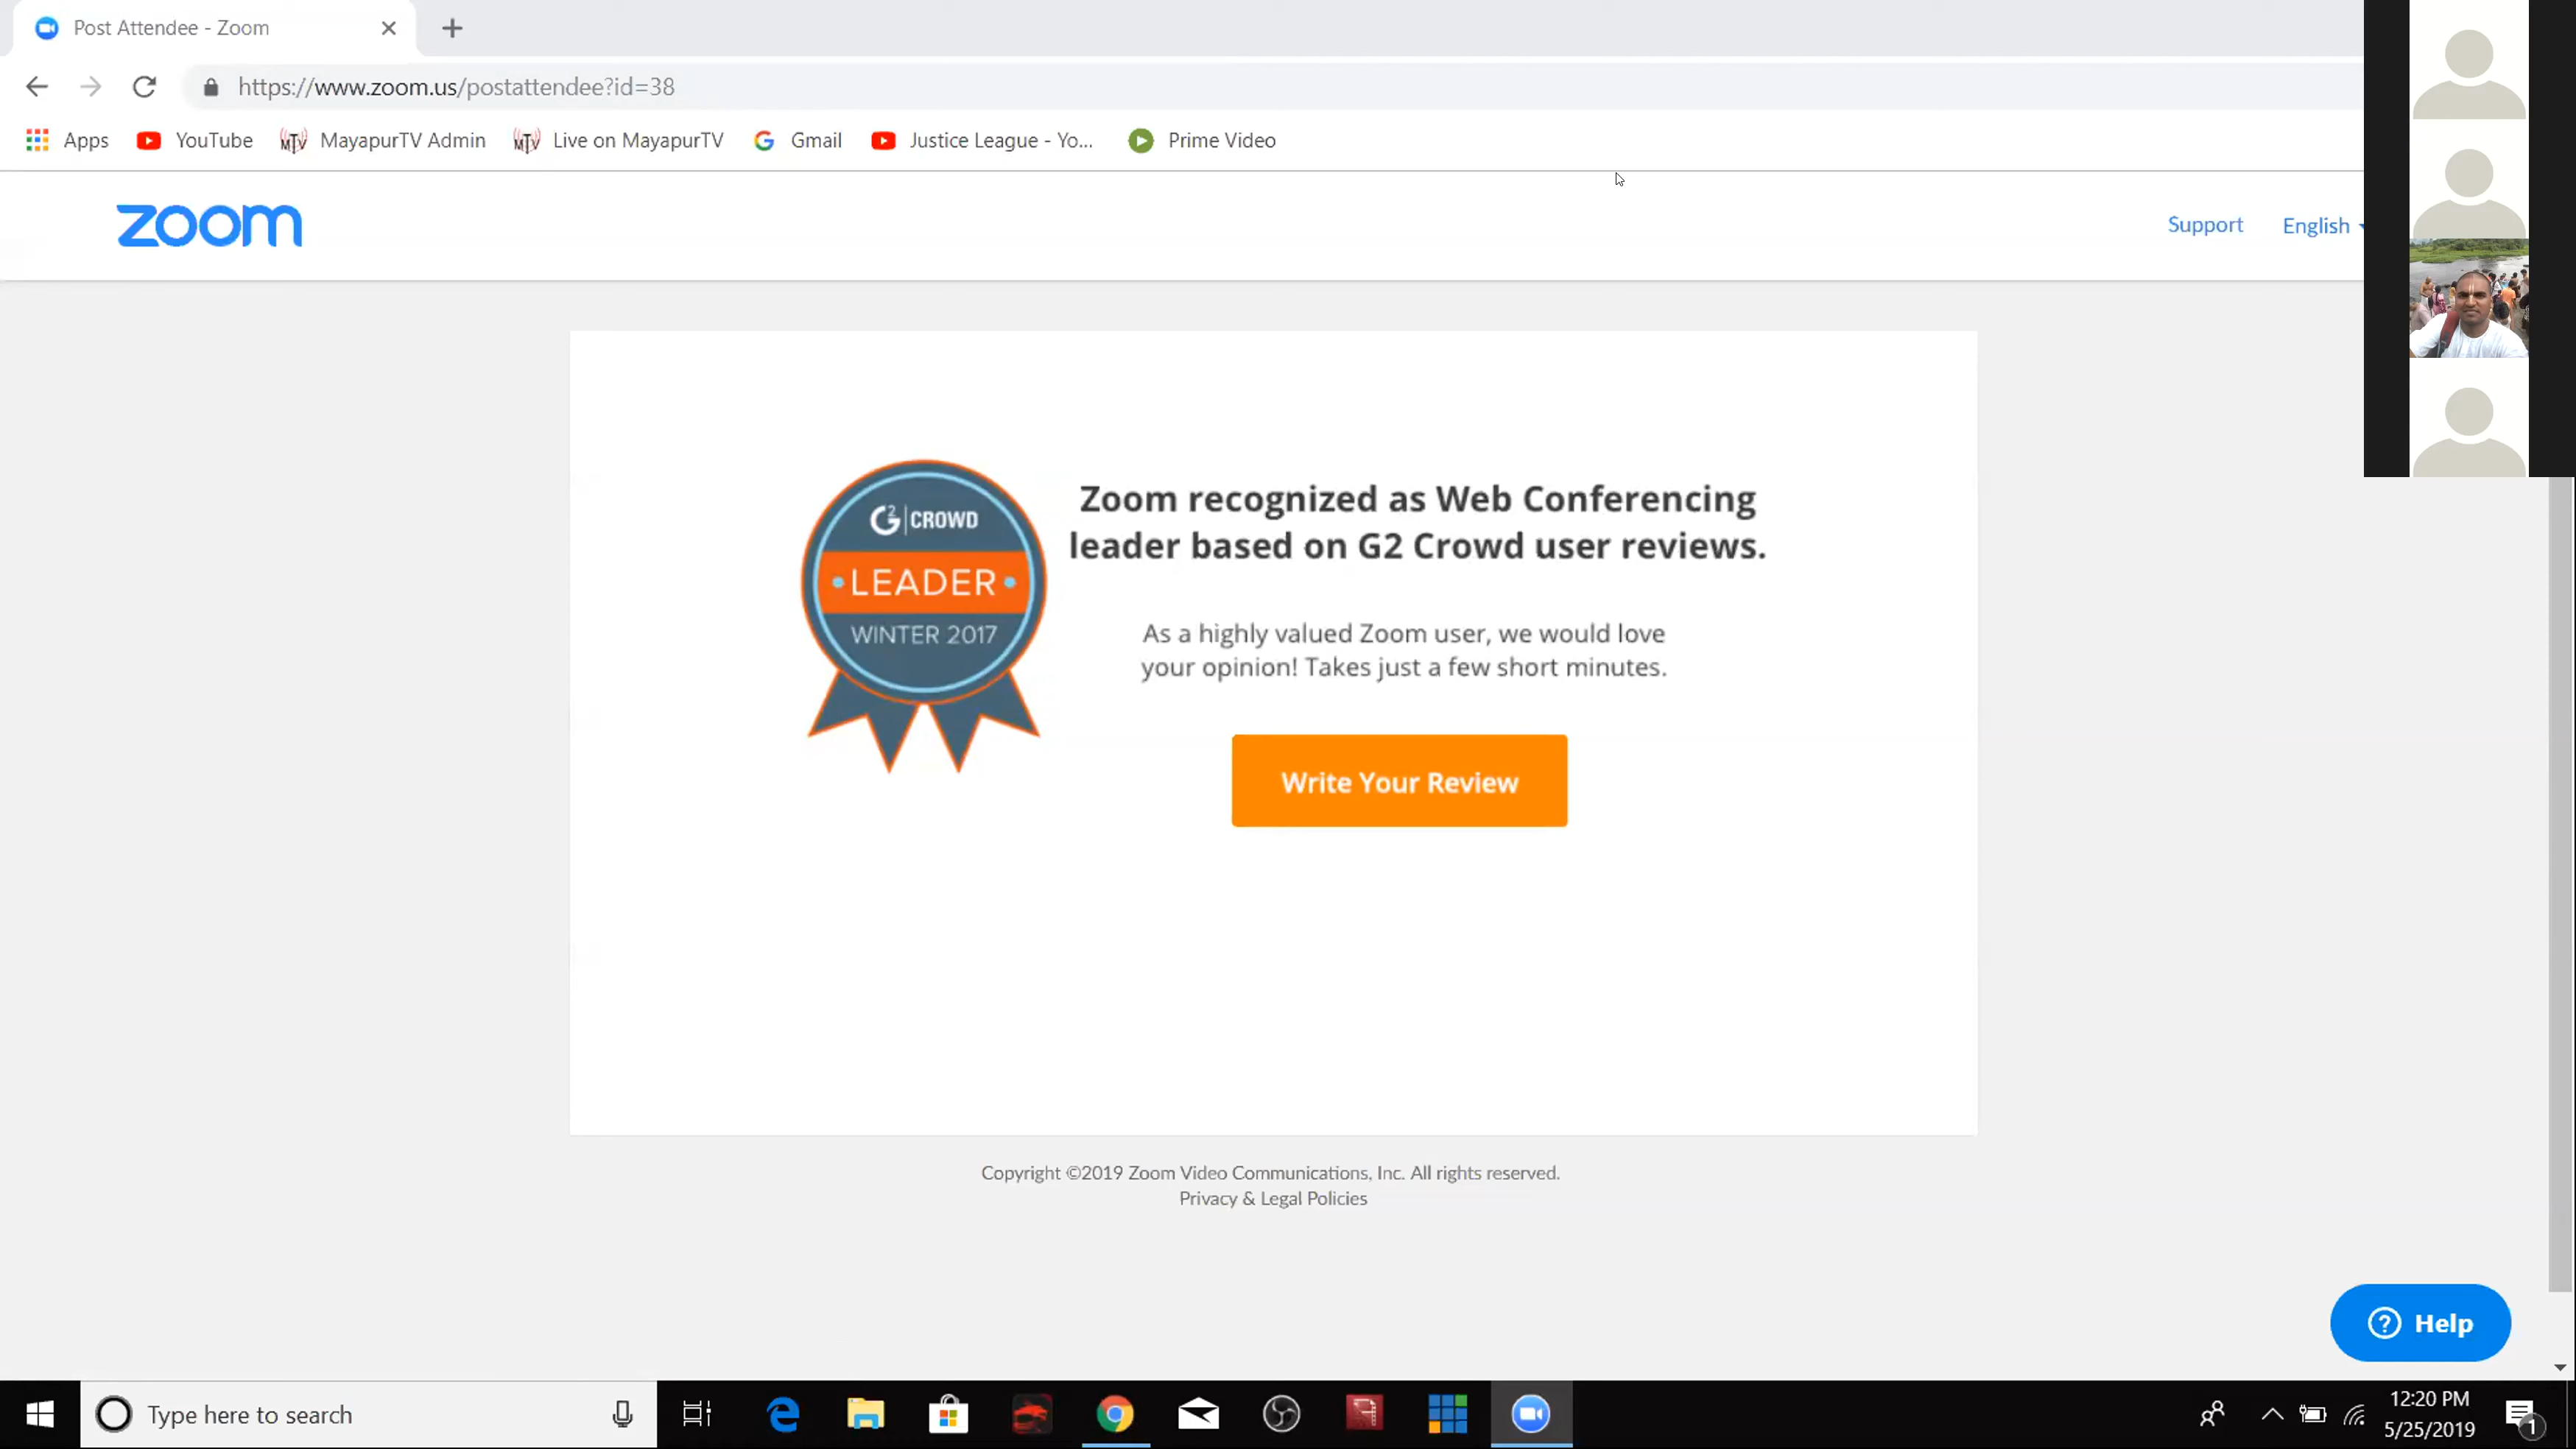 Post Attendee - Zoom
https://www.zoom.us/postattendee?id=38
Apps YouTube MayapurTV Admin Live on MayapurTV Gmail Justice League - Yo... Prime Video
zoom
Support English
G2 | CROWD
LEADER
WINTER 2017
Zoom recognized as Web Conferencing
leader based on G2 Crowd user reviews.
As a highly valued Zoom user, we would love
your opinion! Takes just a few short minutes.
Write Your Review
Copyright ©2019 Zoom Video Communications, Inc. All rights reserved.
Privacy & Legal Policies
? Help
Type here to search
12:20 PM
5/25/2019
1